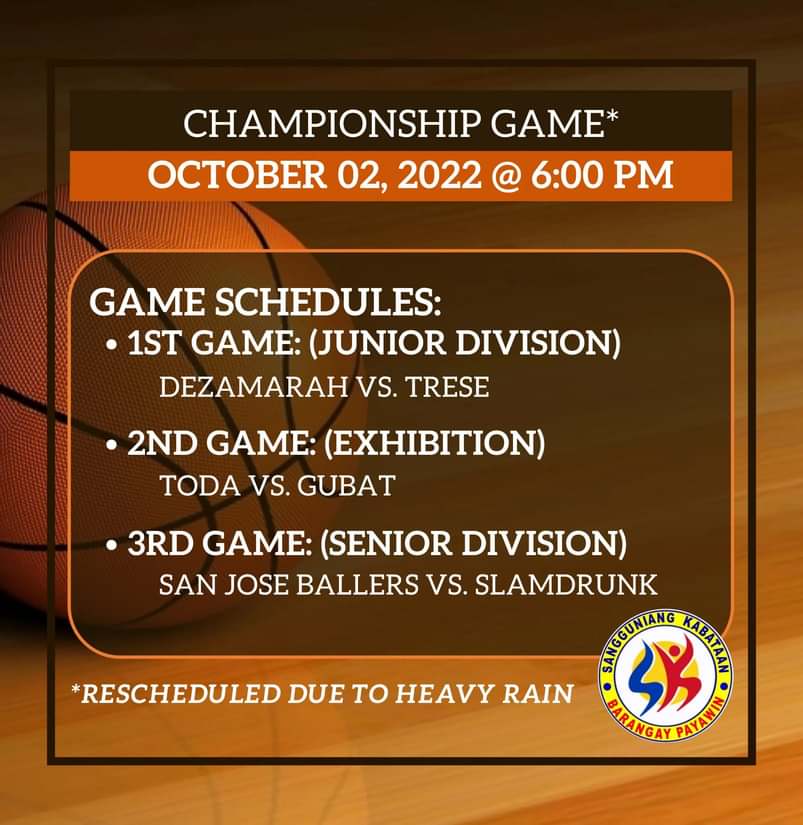 CHAMPIONSHIP GAME*
OCTOBER 02, 2022 @ 6:00 PM
GAME SCHEDULES:
• 1ST GAME: (JUNIOR DIVISION)
DEZAMARAH VS. TRESE
• 2ND GAME: (EXHIBITION)
TODA VS. GUBAT
• 3RD GAME: (SENIOR DIVISION)
SAN JOSE BALLERS VS. SLAMDRUNK
*RESCHEDULED DUE TO HEAVY RAIN
SANGGUNIANG KABATAAN
SK
BARANGAY PAYAWIN